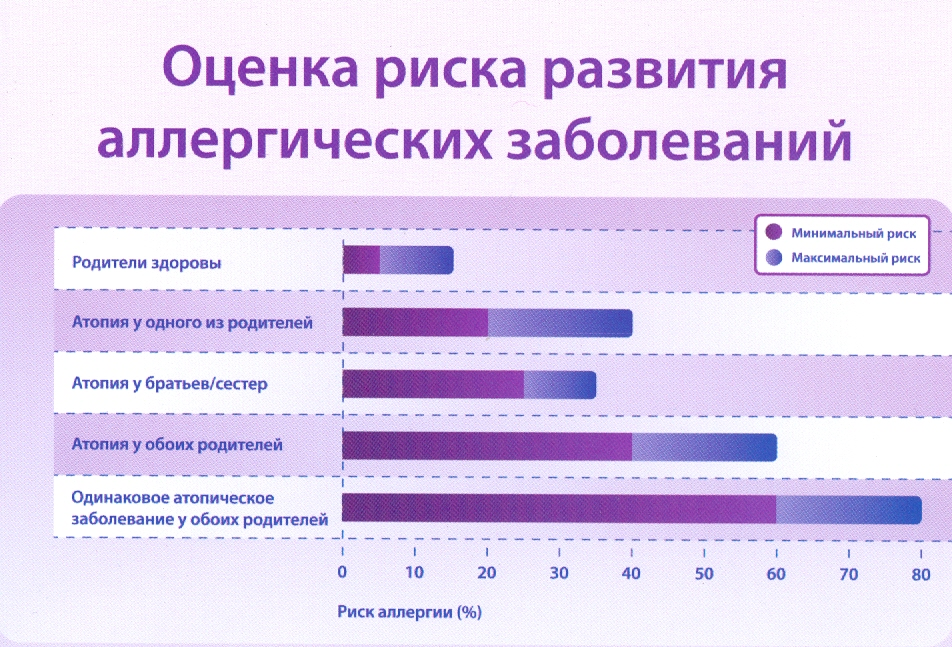 Оценка риска развития
аллергических заболеваний
Минимальный риск
Максимальный риск
Родители здоровы
Атопия у одного из родителей
Атопия у братьев/сестер
Атопия у обоих родителей
Одинаковое атопическое
заболевание у обоих родителей
0 10 20 30 40 50 60 70 80
Риск аллергии (%)